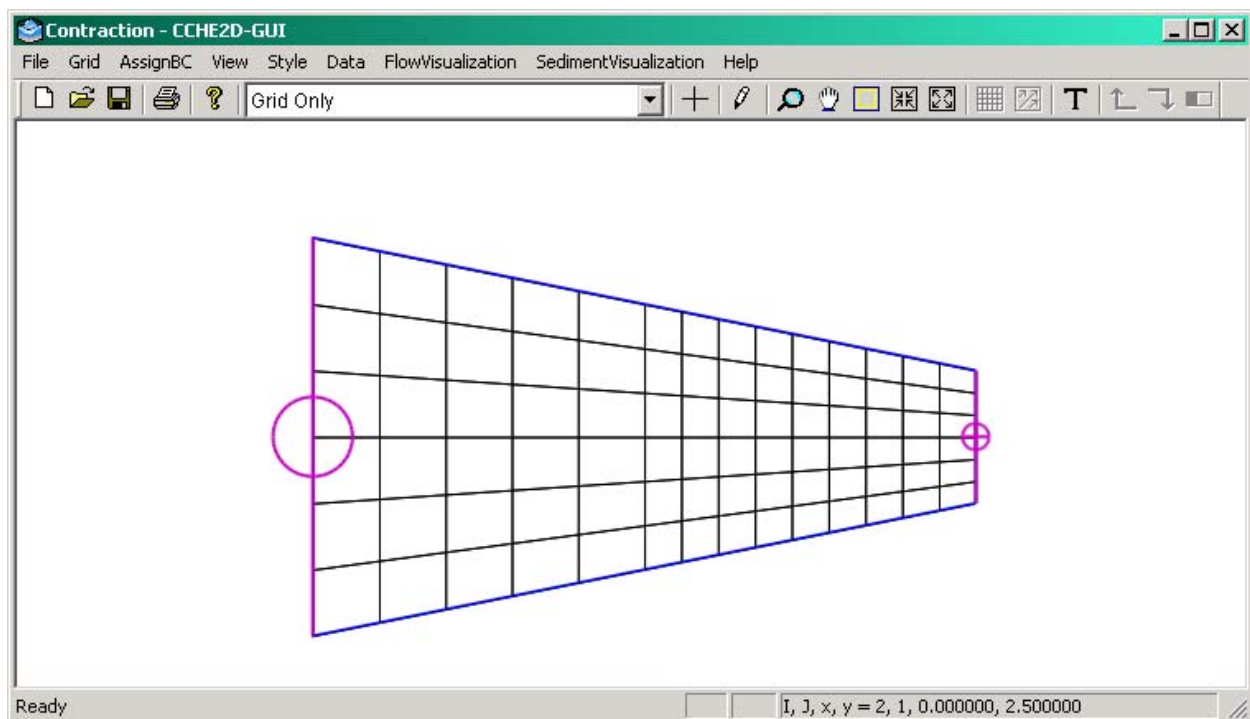 Contraction - CCHE2D-GUI
File Grid AssignBC View Style Data FlowVisualization SedimentVisualization Help
Grid Only T
Ready I, J, x, y = 2, 1, 0.000000, 2.500000